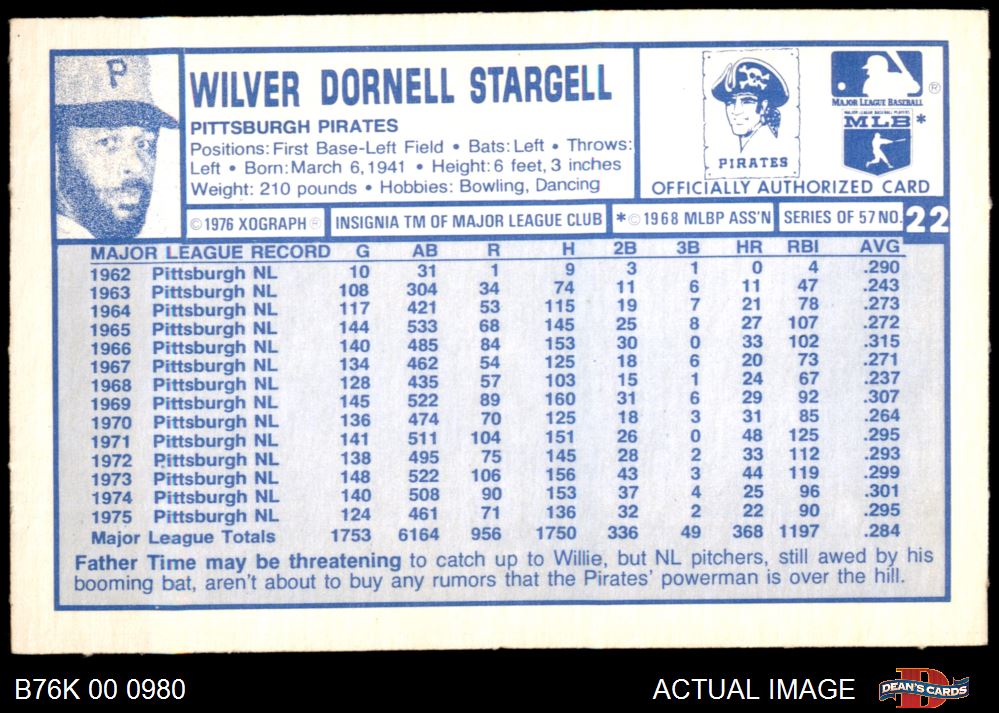 P
WILVER DORNELL STARGELL
PITTSBURGH PIRATES
Positions: First Base-Left Field • Bats: Left • Throws:
Left • Born: March 6, 1941 • Height: 6 feet, 3 inches
Weight: 210 pounds • Hobbies: Bowling, Dancing
PIRATES
MAJOR LEAGUE BASEBALL ®
MAJOR LEAGUE BASEBALL PLAYERS
MLB *
OFFICIALLY AUTHORIZED CARD
© 1976 XOGRAPH ® INSIGNIA TM OF MAJOR LEAGUE CLUB *© 1968 MLBP ASS'N SERIES OF 57 NO. 22
MAJOR LEAGUE RECORD G AB R H 2B 3B HR RBI AVG
1962 Pittsburgh NL 10 31 1 9 3 1 0 4 .290
1963 Pittsburgh NL 108 304 34 74 11 6 11 47 .243
1964 Pittsburgh NL 117 421 53 115 19 7 21 78 .273
1965 Pittsburgh NL 144 533 68 145 25 8 27 107 .272
1966 Pittsburgh NL 140 485 84 153 30 0 33 102 .315
1967 Pittsburgh NL 134 462 54 125 18 6 20 73 .271
1968 Pittsburgh NL 128 435 57 103 15 1 24 67 .237
1969 Pittsburgh NL 145 522 89 160 31 6 29 92 .307
1970 Pittsburgh NL 136 474 70 125 18 3 31 85 .264
1971 Pittsburgh NL 141 511 104 151 26 0 48 125 .295
1972 Pittsburgh NL 138 495 75 145 28 2 33 112 .293
1973 Pittsburgh NL 148 522 106 156 43 3 44 119 .299
1974 Pittsburgh NL 140 508 90 153 37 4 25 96 .301
1975 Pittsburgh NL 124 461 71 136 32 2 22 90 .295
Major League Totals 1753 6164 956 1750 336 49 368 1197 .284
Father Time may be threatening to catch up to Willie, but NL pitchers, still awed by his
booming bat, aren't about to buy any rumors that the Pirates' powerman is over the hill.
B76K 00 0980
ACTUAL IMAGE
D
DEAN'S CARDS